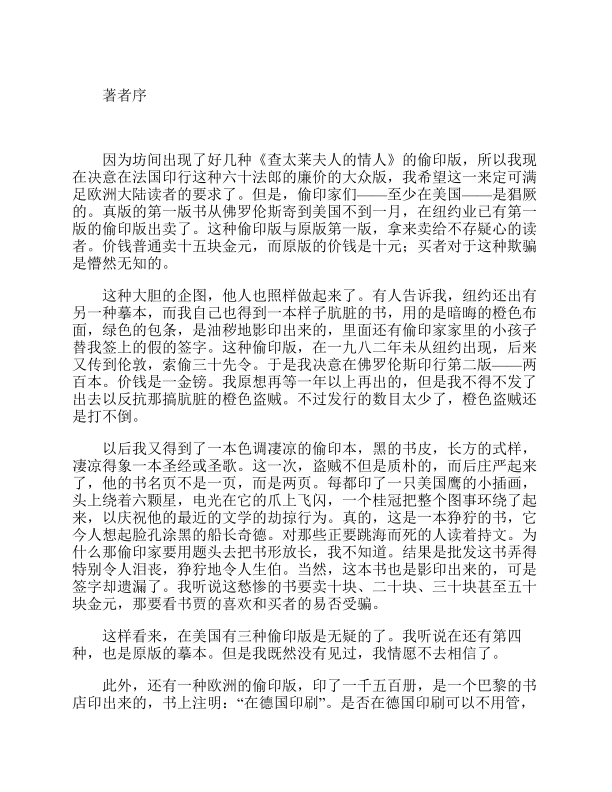 著者序
因为坊间出现了好几种《查太莱夫人的情人》的偷印版，所以我现
在决意在法国印行这种六十法郎的廉价的大众版，我希望这一来定可满
足欧洲大陆读者的要求了。但是，偷印家们——至少在美国——是猖厥
的。真版的第一版书从佛罗伦斯寄到美国不到一月，在纽约业已有第一
版的偷印版出卖了。这种偷印版与原版第一版，拿来卖给不存疑心的读
者。价钱普通卖十五块金元，而原版的价钱是十元；买者对于这种欺骗
是懵然无知的。
这种大胆的企图，他人也照样做起来了。有人告诉我，纽约还出有
另一种摹本，而我自己也得到一本样子肮脏的书，用的是暗晦的橙色布
面，绿色的包条，是油秽地影印出来的，里面还有偷印家家里的小孩子
替我签上的假的签字。这种偷印版，在一九八二年未从纽约出现，后来
又传到伦敦，索偷三十先令。于是我决意在佛罗伦斯印行第二版——两
百本。价钱是一金镑。我原想再等一年以上再出的，但是我不得不发了
出去以反抗那搞肮脏的橙色盗贼。不过发行的数目太少了，橙色盗贼还
是打不倒。
以后我又得到了一本色调凄凉的偷印本，黑的书皮，长方的式样，
凄凉得象一本圣经或圣歌。这一次，盗贼不但是质朴的，而后庄严起来
了，他的书名页不是一页，而是两页。每都印了一只美国鹰的小插画，
头上绕着六颗星，电光在它的爪上飞闪，一个桂冠把整个图事环绕了起
来，以庆祝他的最近的文学的劫掠行为。真的，这是一本狰狞的书，它
今人想起脸孔涂黑的船长奇德。对那些正要跳海而死的人读着持文。为
什么那偷印家要用题头去把书形放长，我不知道。结果是批发这书弄得
特别令人泪丧，狰狞地令人生伯。当然，这本书也是影印出来的，可是
签字却遗漏了。我听说这愁惨的书要卖十块、二十块、三十块甚至五十
块金元，那要看书贾的喜欢和买者的易否受骗。
这样看来，在美国有三种偷印版是无疑的了。我听说在还有第四
种，也是原版的摹本。但是我既然没有见过，我情愿不去相信了。
此外，还有一种欧洲的偷印版，印了一千五百册，是一个巴黎的书
店印出来的，书上注明：“在德国印刷”。是否在德国印刷可以不用管，